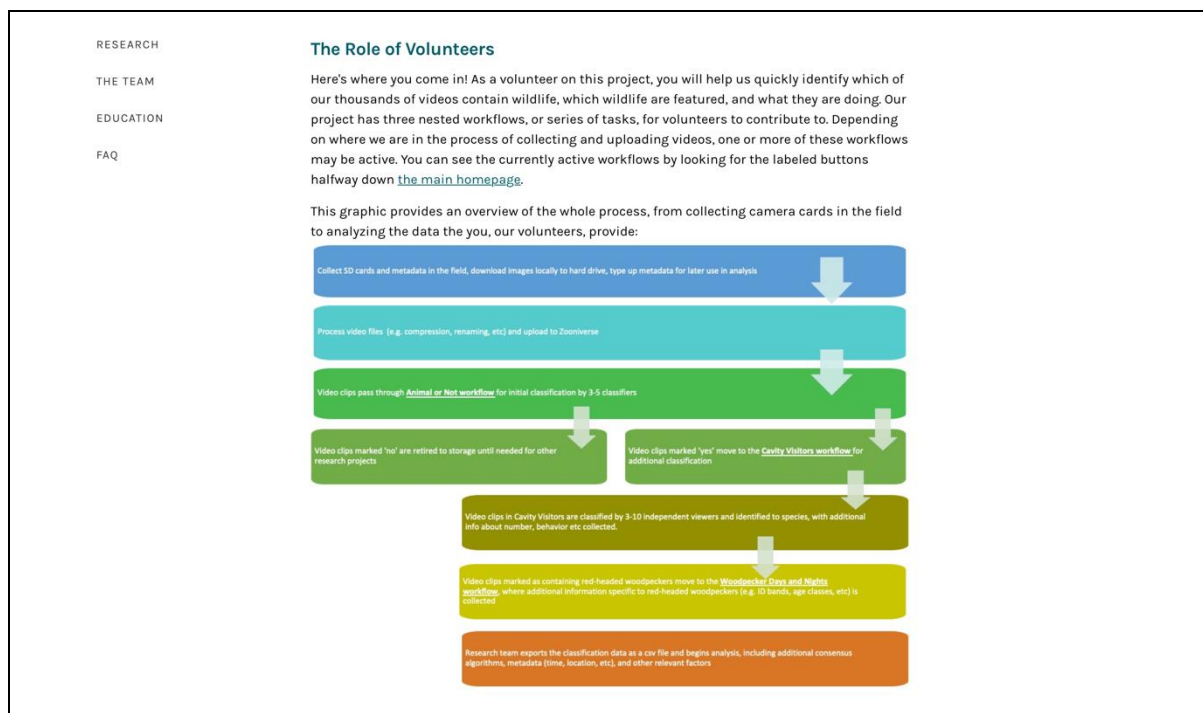 RESEARCH
THE TEAM
EDUCATION
FAQ
The Role of Volunteers
Here's where you come in! As a volunteer on this project, you will help us quickly identify which of
our thousands of videos contain wildlife, which wildlife are featured, and what they are doing. Our
project has three nested workflows, or series of tasks, for volunteers to contribute to. Depending
on where we are in the process of collecting and uploading videos, one or more of these workflows
may be active. You can see the currently active workflows by looking for the labeled buttons
halfway down the main homepage.
This graphic provides an overview of the whole process, from collecting camera cards in the field
to analyzing the data the you, our volunteers, provide:
Collect SD cards and metadata in the field, download images locally to hard drive, type up metadata for later use in analysis
Process video files (e.g. compression, renaming, etc) and upload to Zooniverse
Video clips pass through Animal or Not workflow for initial classification by 3-5 classifiers
Video clips marked 'no' are retired to storage until needed for other
research projects
Video clips marked 'yes' move to the Cavity Visitors workflow for
additional classification
Video clips in Cavity Visitors are classified by 3-10 independent viewers and identified to species, with additional
info about number, behavior etc collected.
Video clips marked as containing red-headed woodpeckers move to the Woodpecker Days and Nights
workflow, where additional information specific to red-headed woodpeckers (e.g. ID bands, age classes, etc) is
collected
Research team exports the classification data as a csv file and begins analysis, including additional consensus
algorithms, metadata (time, location, etc), and other relevant factors